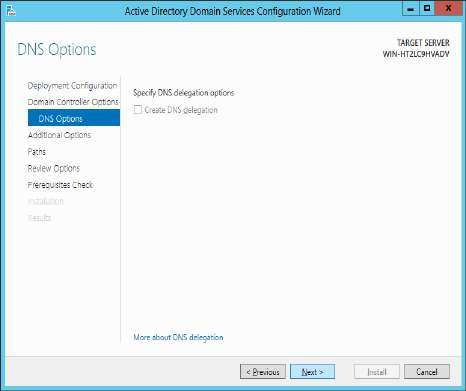 Active Directory Domain Services Configuration Wizard
DNS Options
TARGET SERVER
WIN-HT2LC9HVADV
Deployment Configuration
Domain Controller Options
DNS Options
Additional Options
Paths
Review Options
Prerequisites Check
Installation
Results
Specify DNS delegation options
Create DNS delegation
More about DNS delegation
< Previous
Next >
Install
Cancel